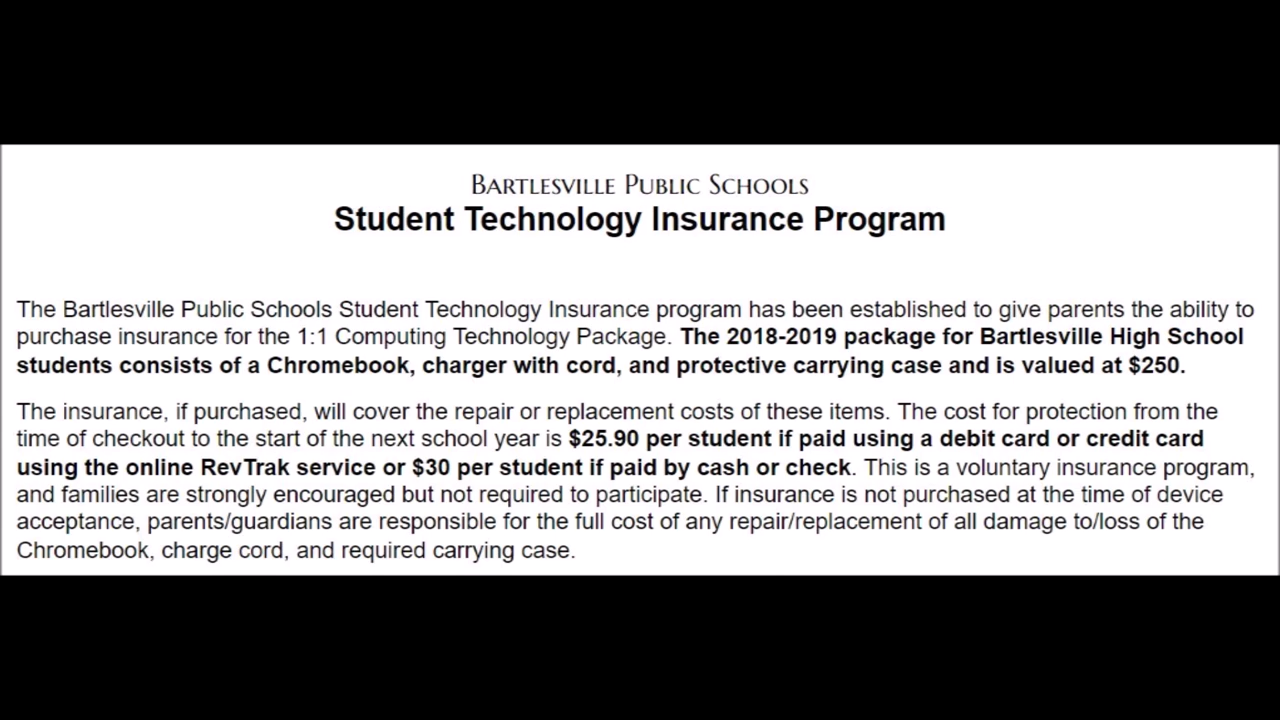 Bartlesville Public Schools
Student Technology Insurance Program
The Bartlesville Public Schools Student Technology Insurance program has been established to give parents the ability to
purchase insurance for the 1:1 Computing Technology Package. The 2018-2019 package for Bartlesville High School
students consists of a Chromebook, charger with cord, and protective carrying case and is valued at $250.
The insurance, if purchased, will cover the repair or replacement costs of these items. The cost for protection from the
time of checkout to the start of the next school year is $25.90 per student if paid using a debit card or credit card
using the online RevTrak service or $30 per student if paid by cash or check. This is a voluntary insurance program,
and families are strongly encouraged but not required to participate. If insurance is not purchased at the time of device
acceptance, parents/guardians are responsible for the full cost of any repair/replacement of all damage to/loss of the
Chromebook, charge cord, and required carrying case.